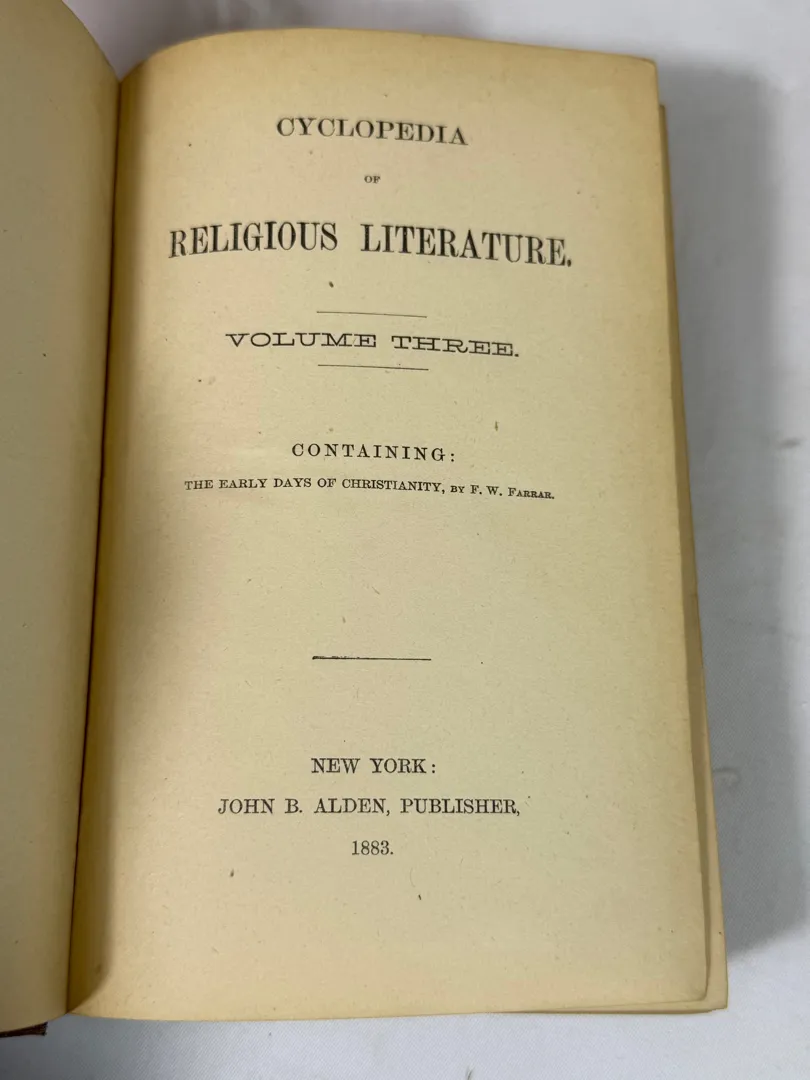 CYCLOPEDIA
OF
RELIGIOUS LITERATURE.
VOLUME THREE.
CONTAINING:
THE EARLY DAYS OF CHRISTIANITY, BY F. W. FARRAR.
NEW YORK:
JOHN B. ALDEN, PUBLISHER,
1883.